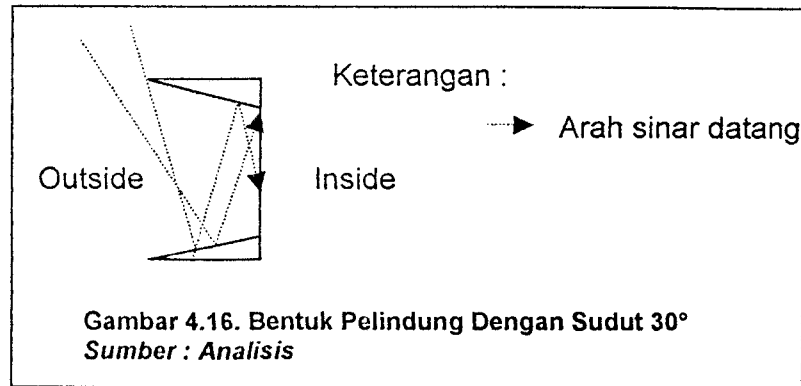 Keterangan :
Arah sinar datang
Outside
Inside
Gambar 4.16. Bentuk Pelindung Dengan Sudut 30°
Sumber : Analisis